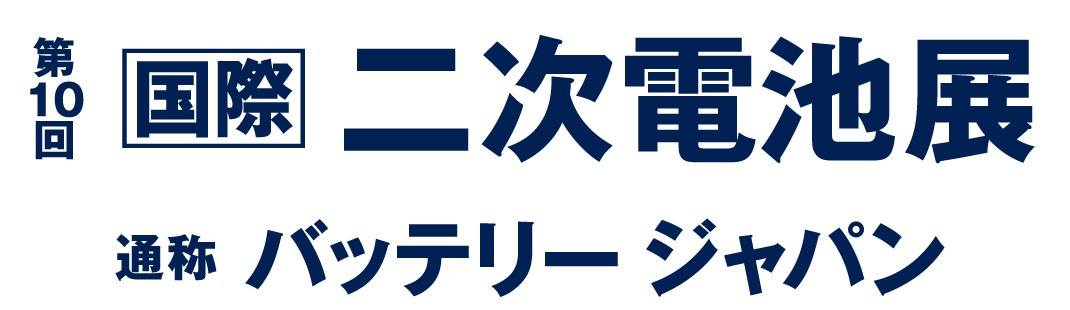 第10回 国際 二次電池展
通称 バッテリー ジャパン